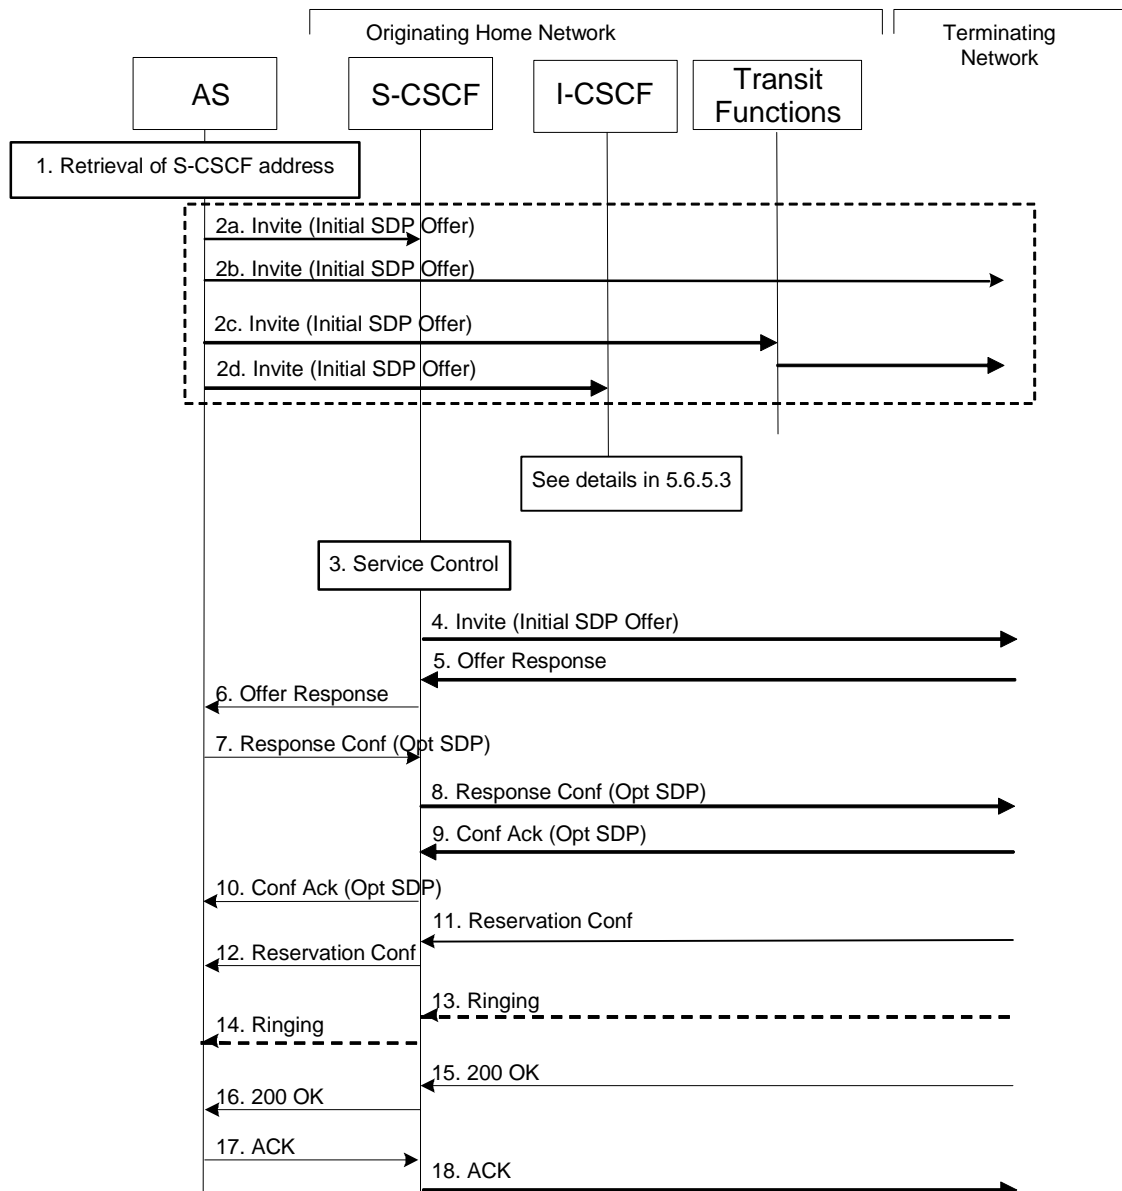 Originating Home Network
Terminating
Network
AS
S-CSCF
I-CSCF
Transit
Functions
1. Retrieval of S-CSCF address
2a. Invite (Initial SDP Offer)
2b. Invite (Initial SDP Offer)
2c. Invite (Initial SDP Offer)
2d. Invite (Initial SDP Offer)
See details in 5.6.5.3
3. Service Control
4. Invite (Initial SDP Offer)
5. Offer Response
6. Offer Response
7. Response Conf (Opt SDP)
8. Response Conf (Opt SDP)
9. Conf Ack (Opt SDP)
10. Conf Ack (Opt SDP)
11. Reservation Conf
12. Reservation Conf
13. Ringing
14. Ringing
15. 200 OK
16. 200 OK
17. ACK
18. ACK